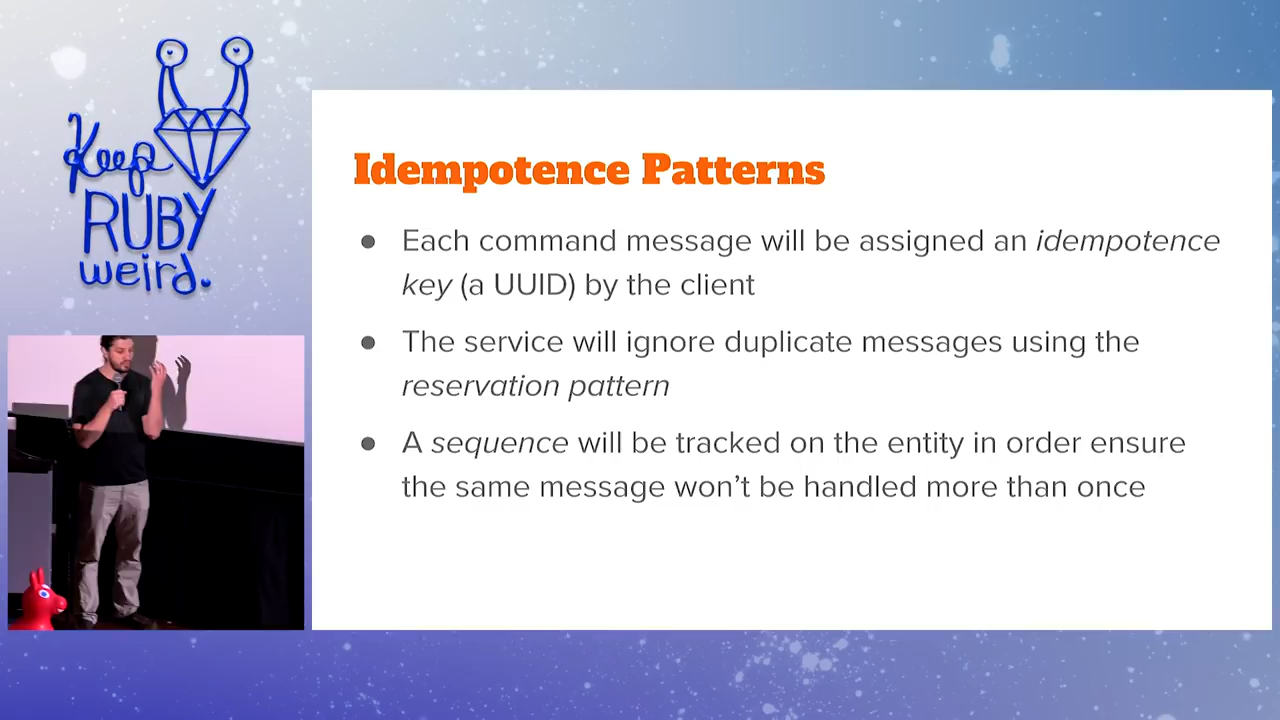 Keep
RUBY
weird.
Idempotence Patterns
● Each command message will be assigned an idempotence
key (a UUID) by the client
● The service will ignore duplicate messages using the
reservation pattern
● A sequence will be tracked on the entity in order ensure
the same message won’t be handled more than once